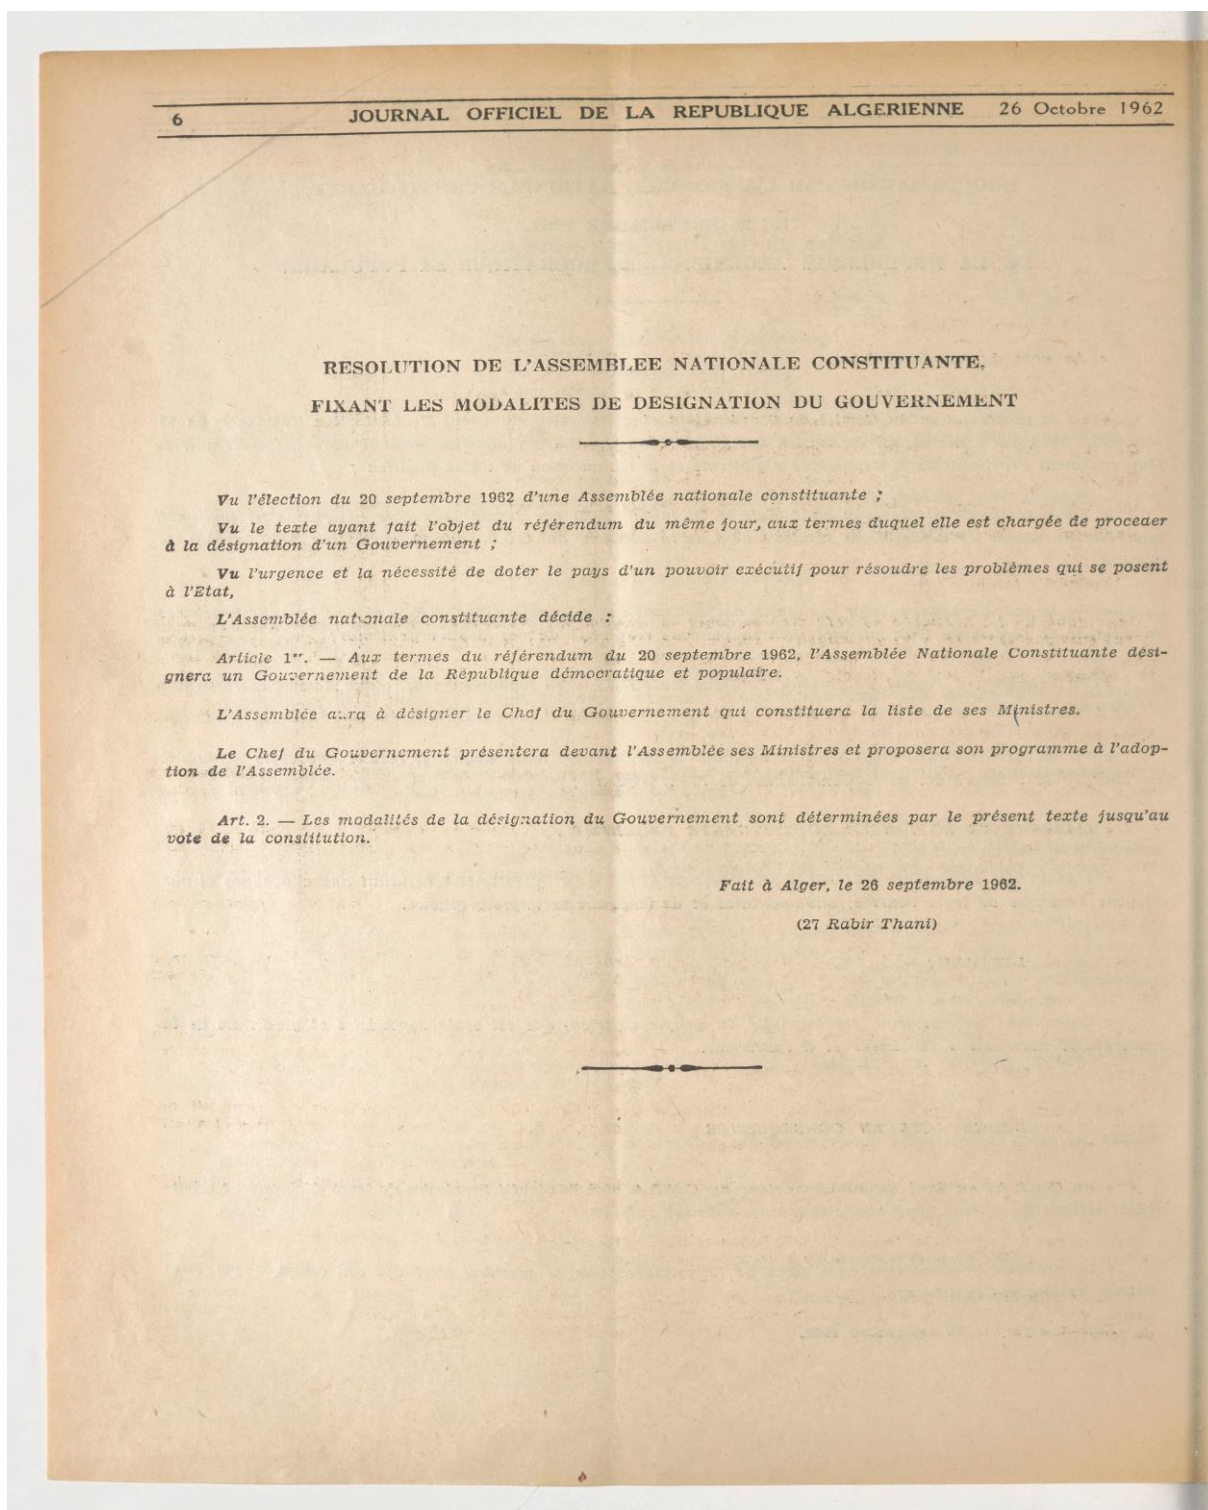 6 JOURNAL OFFICIEL DE LA REPUBLIQUE ALGERIENNE 26 Octobre 1962
RESOLUTION DE L'ASSEMBLEE NATIONALE CONSTITUANTE,
FIXANT LES MODALITES DE DESIGNATION DU GOUVERNEMENT
Vu l'élection du 20 septembre 1962 d'une Assemblée nationale constituante ;
Vu le texte ayant fait l'objet du référendum du même jour, aux termes duquel elle est chargée de proceaer
à la désignation d'un Gouvernement ;
Vu l'urgence et la nécessité de doter le pays d'un pouvoir exécutif pour résoudre les problèmes qui se posent
à l'Etat,
L'Assemblée nationale constituante décide :
Article 1er. — Aux termes du référendum du 20 septembre 1962, l'Assemblée Nationale Constituante dési-
gnera un Gouvernement de la République démocratique et populaire.
L'Assemblée aura à désigner le Chef du Gouvernement qui constituera la liste de ses Ministres.
Le Chef du Gouvernement présentera devant l'Assemblée ses Ministres et proposera son programme à l'adop-
tion de l'Assemblée.
Art. 2. — Les modalités de la désignation du Gouvernement sont déterminées par le présent texte jusqu'au
vote de la constitution.
Fait à Alger, le 26 septembre 1962.
(27 Rabir Thani)